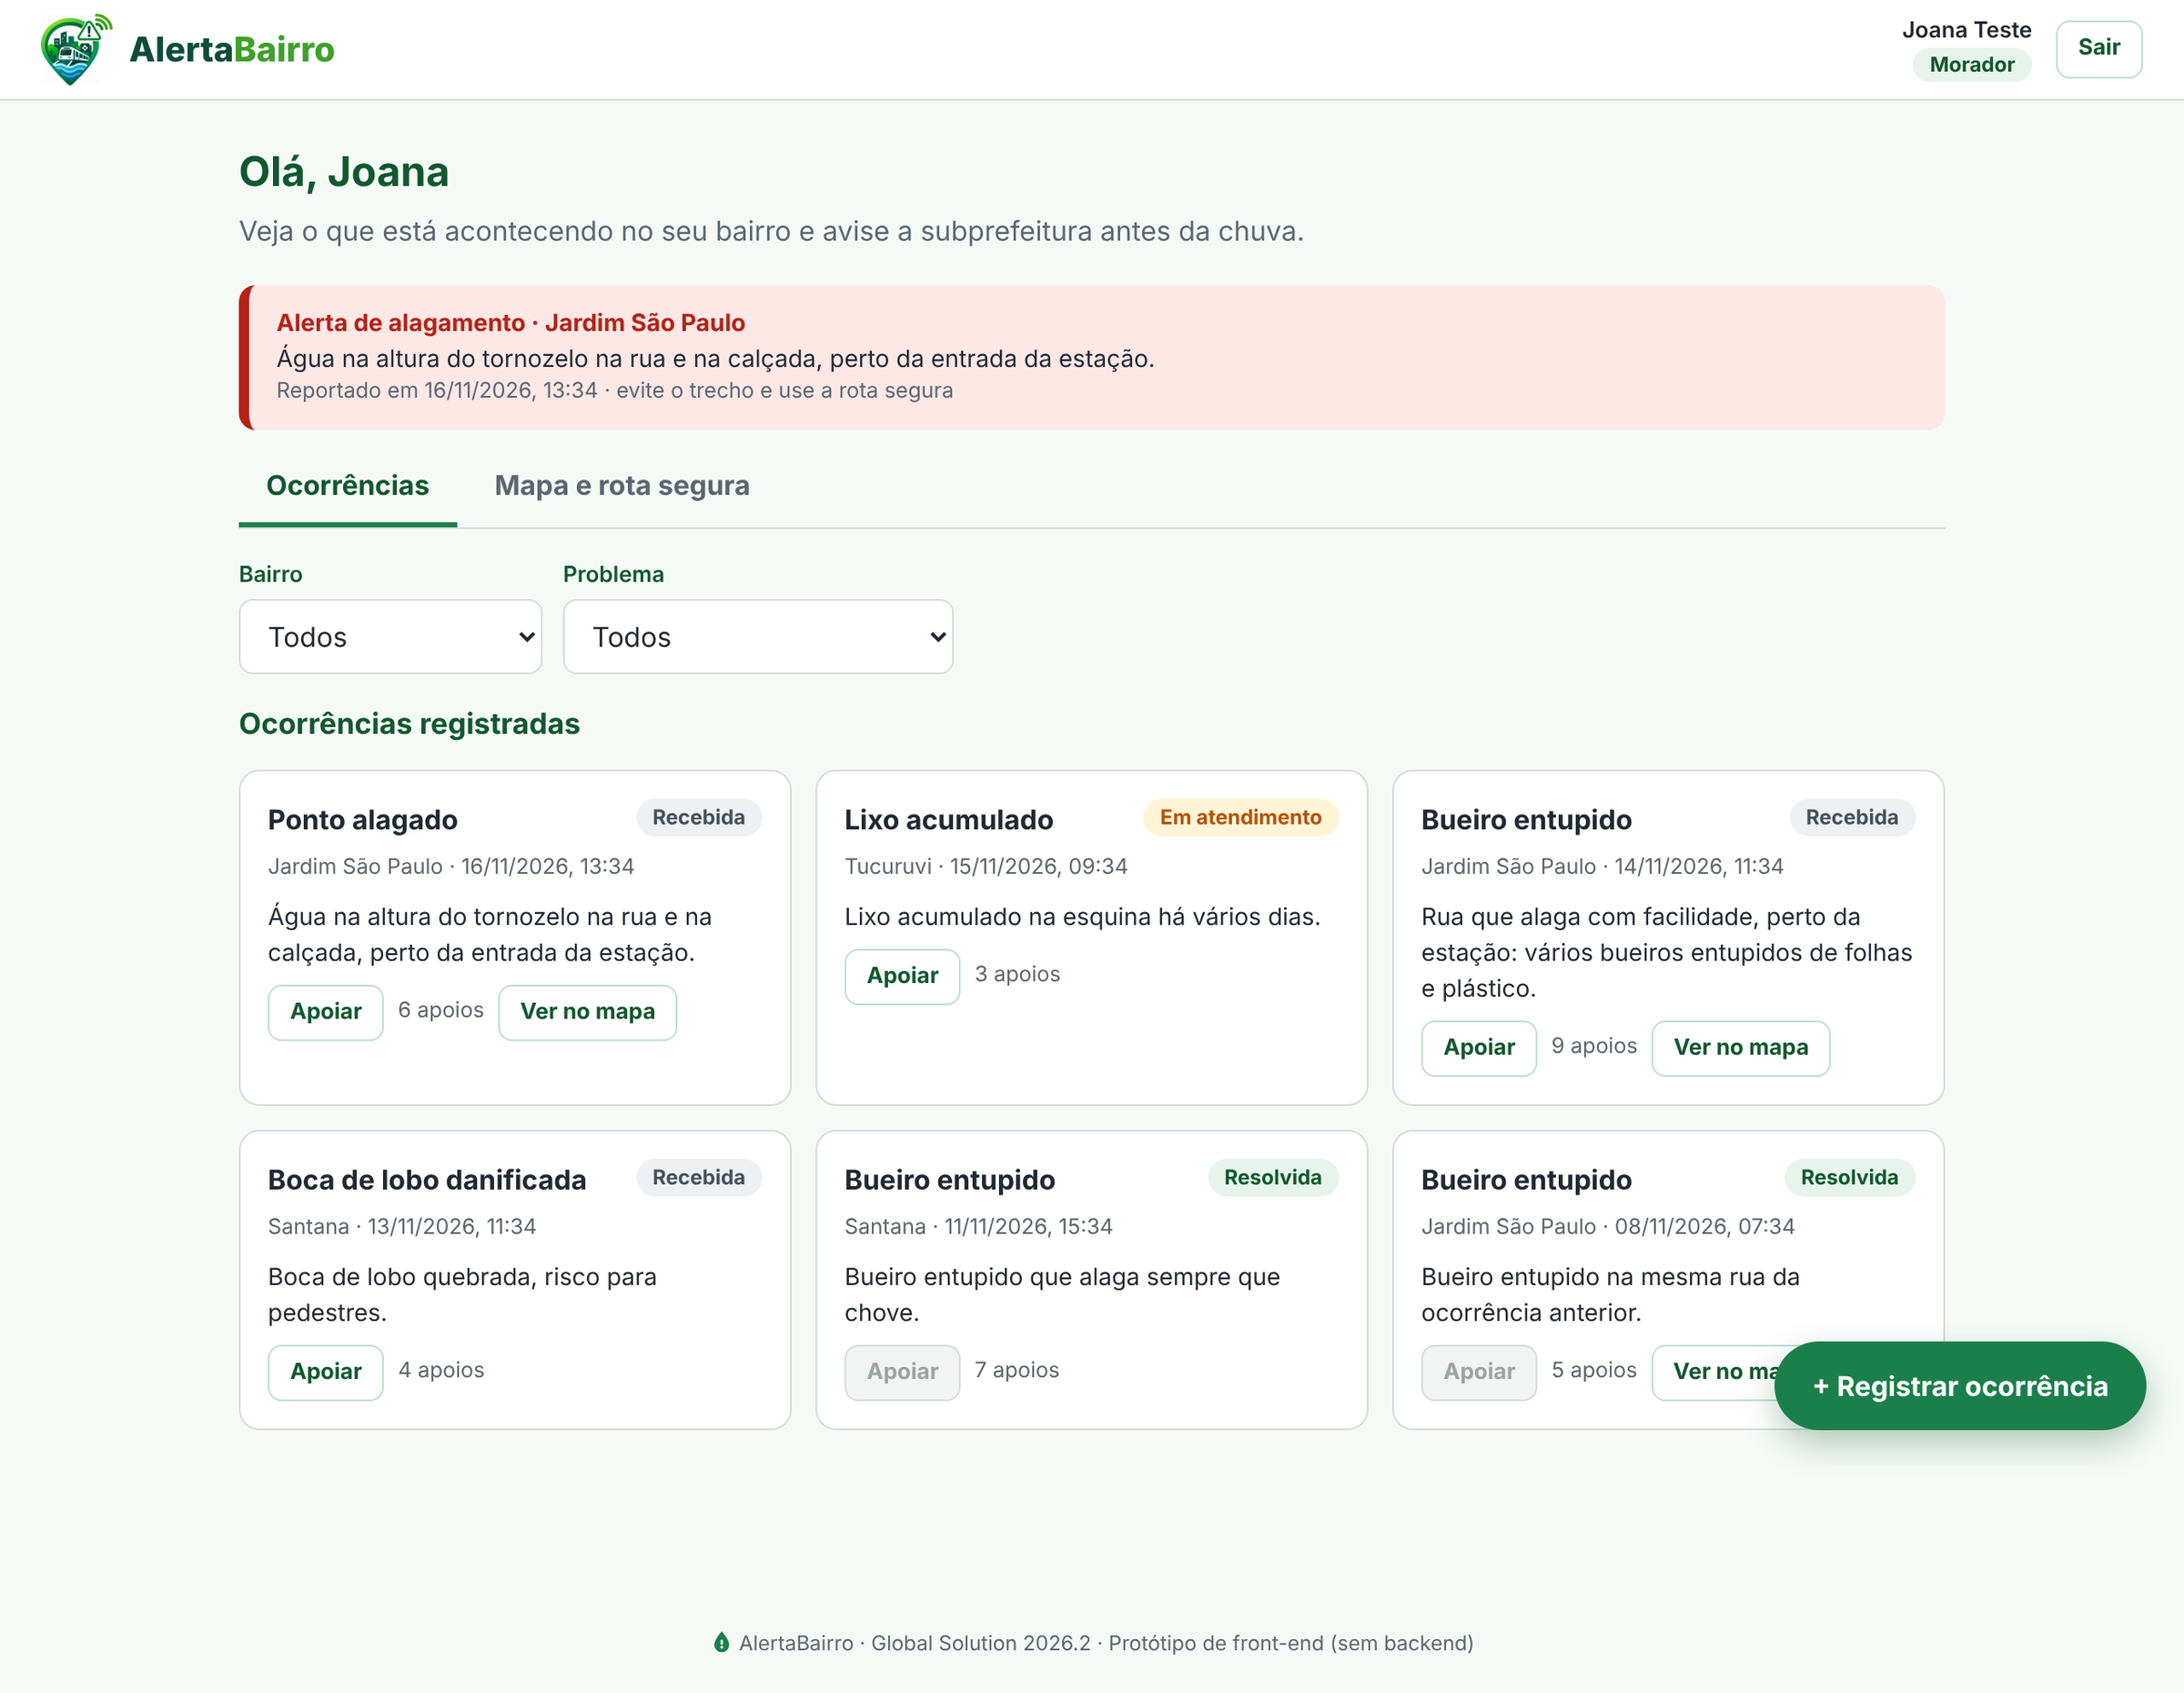 AlertaBairro
Joana Teste
Morador
Sair
Olá, Joana
Veja o que está acontecendo no seu bairro e avise a subprefeitura antes da chuva.
Alerta de alagamento · Jardim São Paulo
Água na altura do tornozelo na rua e na calçada, perto da entrada da estação.
Reportado em 16/11/2026, 13:34 · evite o trecho e use a rota segura
Ocorrências
Mapa e rota segura
Bairro
Problema
Todos
Todos
Ocorrências registradas
Ponto alagado
Recebida
Jardim São Paulo · 16/11/2026, 13:34
Água na altura do tornozelo na rua e na
calçada, perto da entrada da estação.
Apoiar
6 apoios
Ver no mapa
Lixo acumulado
Em atendimento
Tucuruvi · 15/11/2026, 09:34
Lixo acumulado na esquina há vários dias.
Apoiar
3 apoios
Bueiro entupido
Recebida
Jardim São Paulo · 14/11/2026, 11:34
Rua que alaga com facilidade, perto da
estação: vários bueiros entupidos de folhas
e plástico.
Apoiar
9 apoios
Ver no mapa
Boca de lobo danificada
Recebida
Santana · 13/11/2026, 11:34
Boca de lobo quebrada, risco para
pedestres.
Apoiar
4 apoios
Bueiro entupido
Resolvida
Santana · 11/11/2026, 15:34
Bueiro entupido que alaga sempre que
chove.
Apoiar
7 apoios
Bueiro entupido
Resolvida
Jardim São Paulo · 08/11/2026, 07:34
Bueiro entupido na mesma rua da
ocorrência anterior.
Apoiar
5 apoios
Ver no
+ Registrar ocorrência
AlertaBairro · Global Solution 2026.2 · Protótipo de front-end (sem backend)